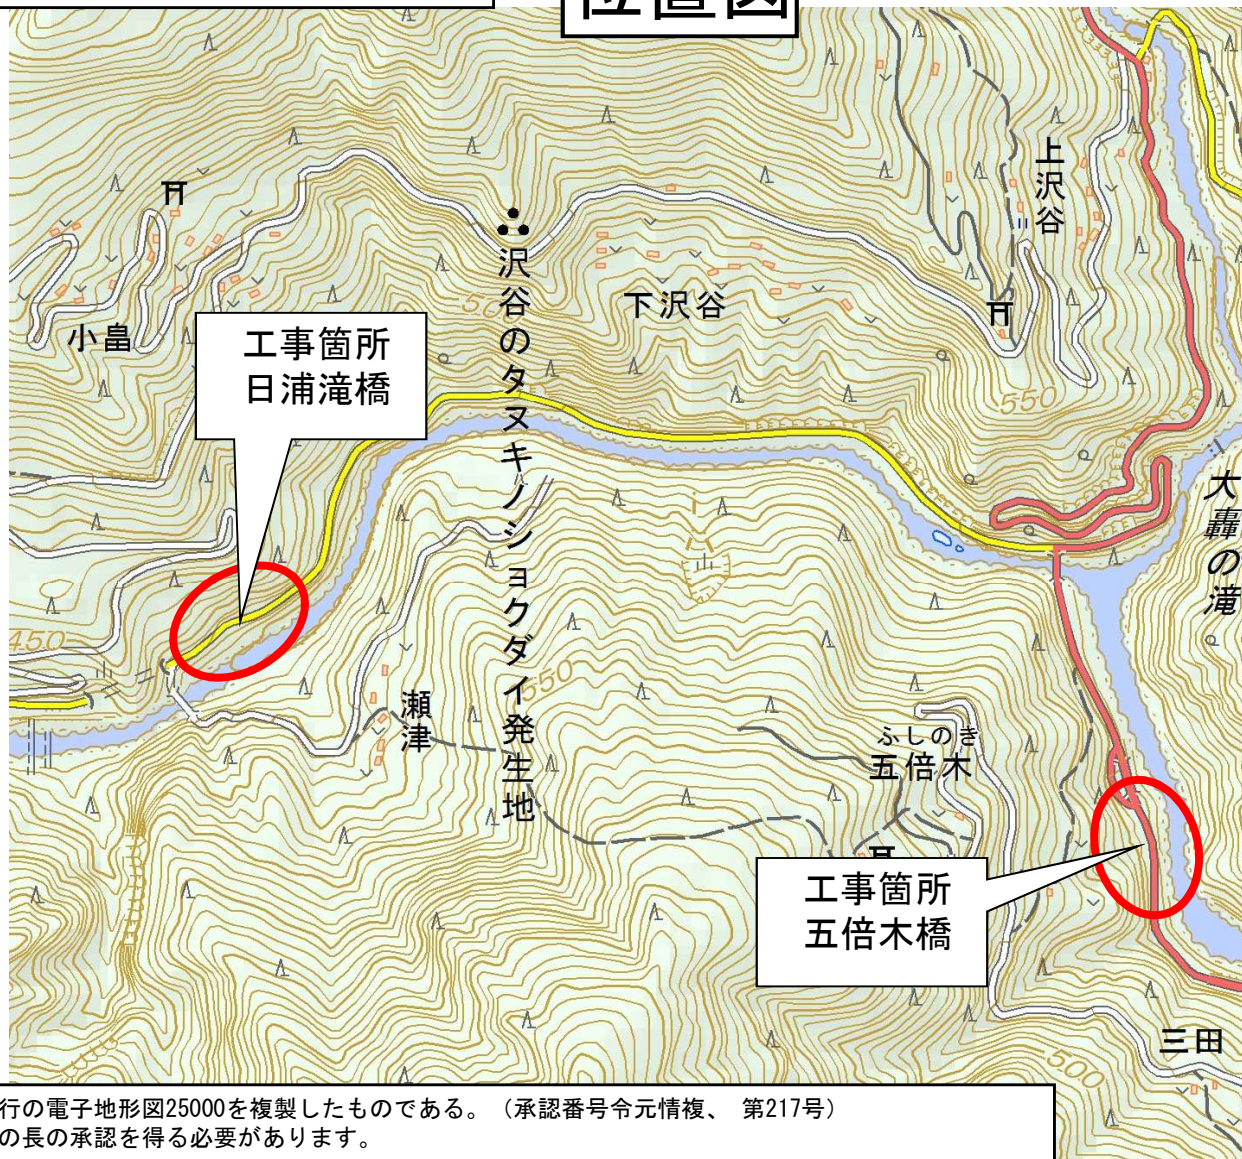 位置図
上沢谷
小畠
沢谷のタヌキノショクダイ発生地
下沢谷
工事箇所
日浦滝橋
550
大轟の滝
450
550
瀬津
ふしのき
五倍木
工事箇所
五倍木橋
三田
500
行の電子地形図25000を複製したものである。（承認番号令元情複、 第217号）
の長の承認を得る必要があります。